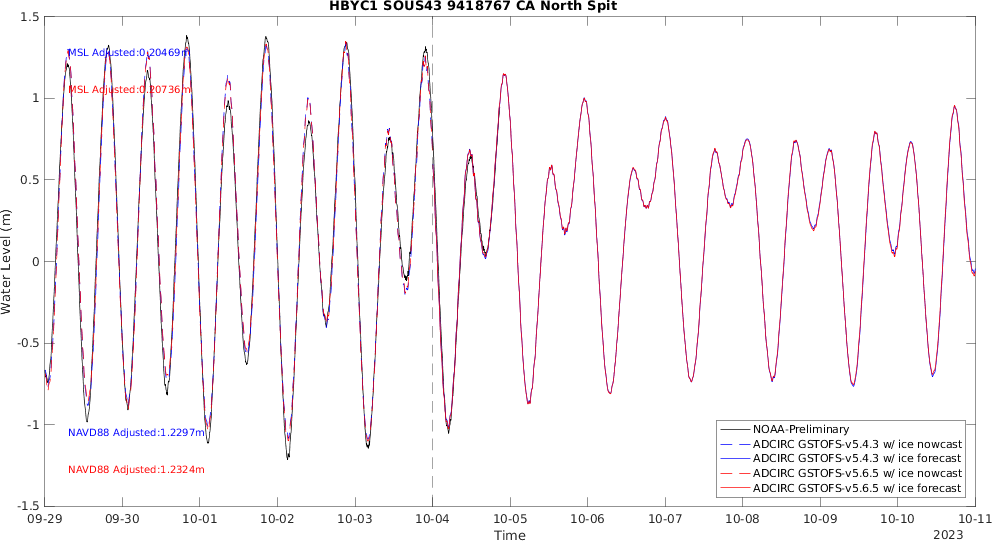 HBYC1 SOUS43 9418767 CA North Spit
1.5
1
0.5
0
-0.5
-1
-1.5
Water Level (m)
MSL Adjusted:0.20469m
MSL Adjusted:0.20736m
NAVD88 Adjusted:1.2297m
NAVD88 Adjusted:1.2324m
NOAA-Preliminary
ADCIRC GSTOFS-v5.4.3 w/ ice nowcast
ADCIRC GSTOFS-v5.4.3 w/ ice forecast
ADCIRC GSTOFS-v5.6.5 w/ ice nowcast
ADCIRC GSTOFS-v5.6.5 w/ ice forecast
09-29 09-30 10-01 10-02 10-03 10-04 10-05 10-06 10-07 10-08 10-09 10-10 10-11
Time
2023